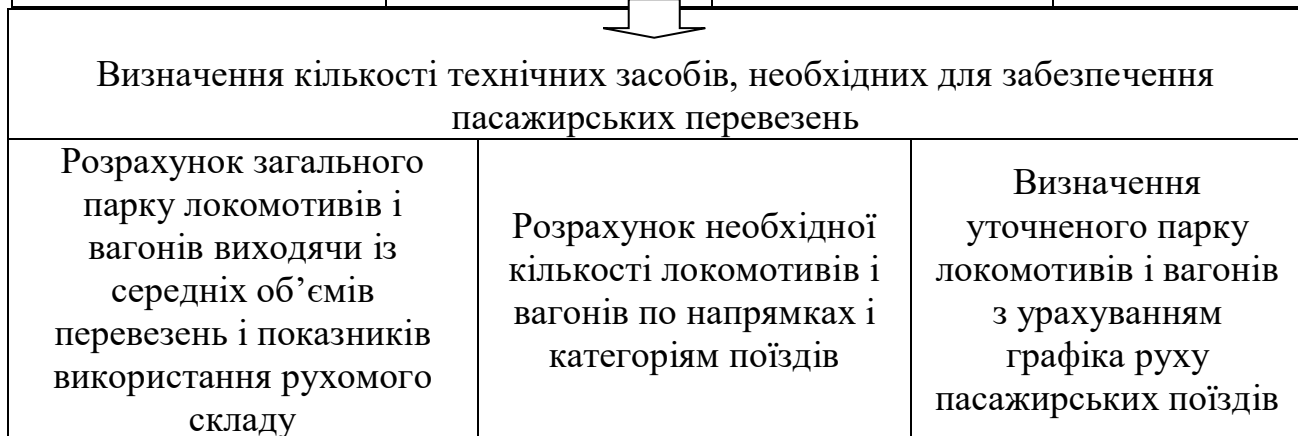 Визначення кількості технічних засобів, необхідних для забезпечення
пасажирських перевезень
Розрахунок загального
парку локомотивів і
вагонів виходячи із
середніх об’ємів
перевезень і показників
використання рухомого
складу
Розрахунок необхідної
кількості локомотивів і
вагонів по напрямках і
категоріям поїздів
Визначення
уточненого парку
локомотивів і вагонів
з урахуванням
графіка руху
пасажирських поїздів